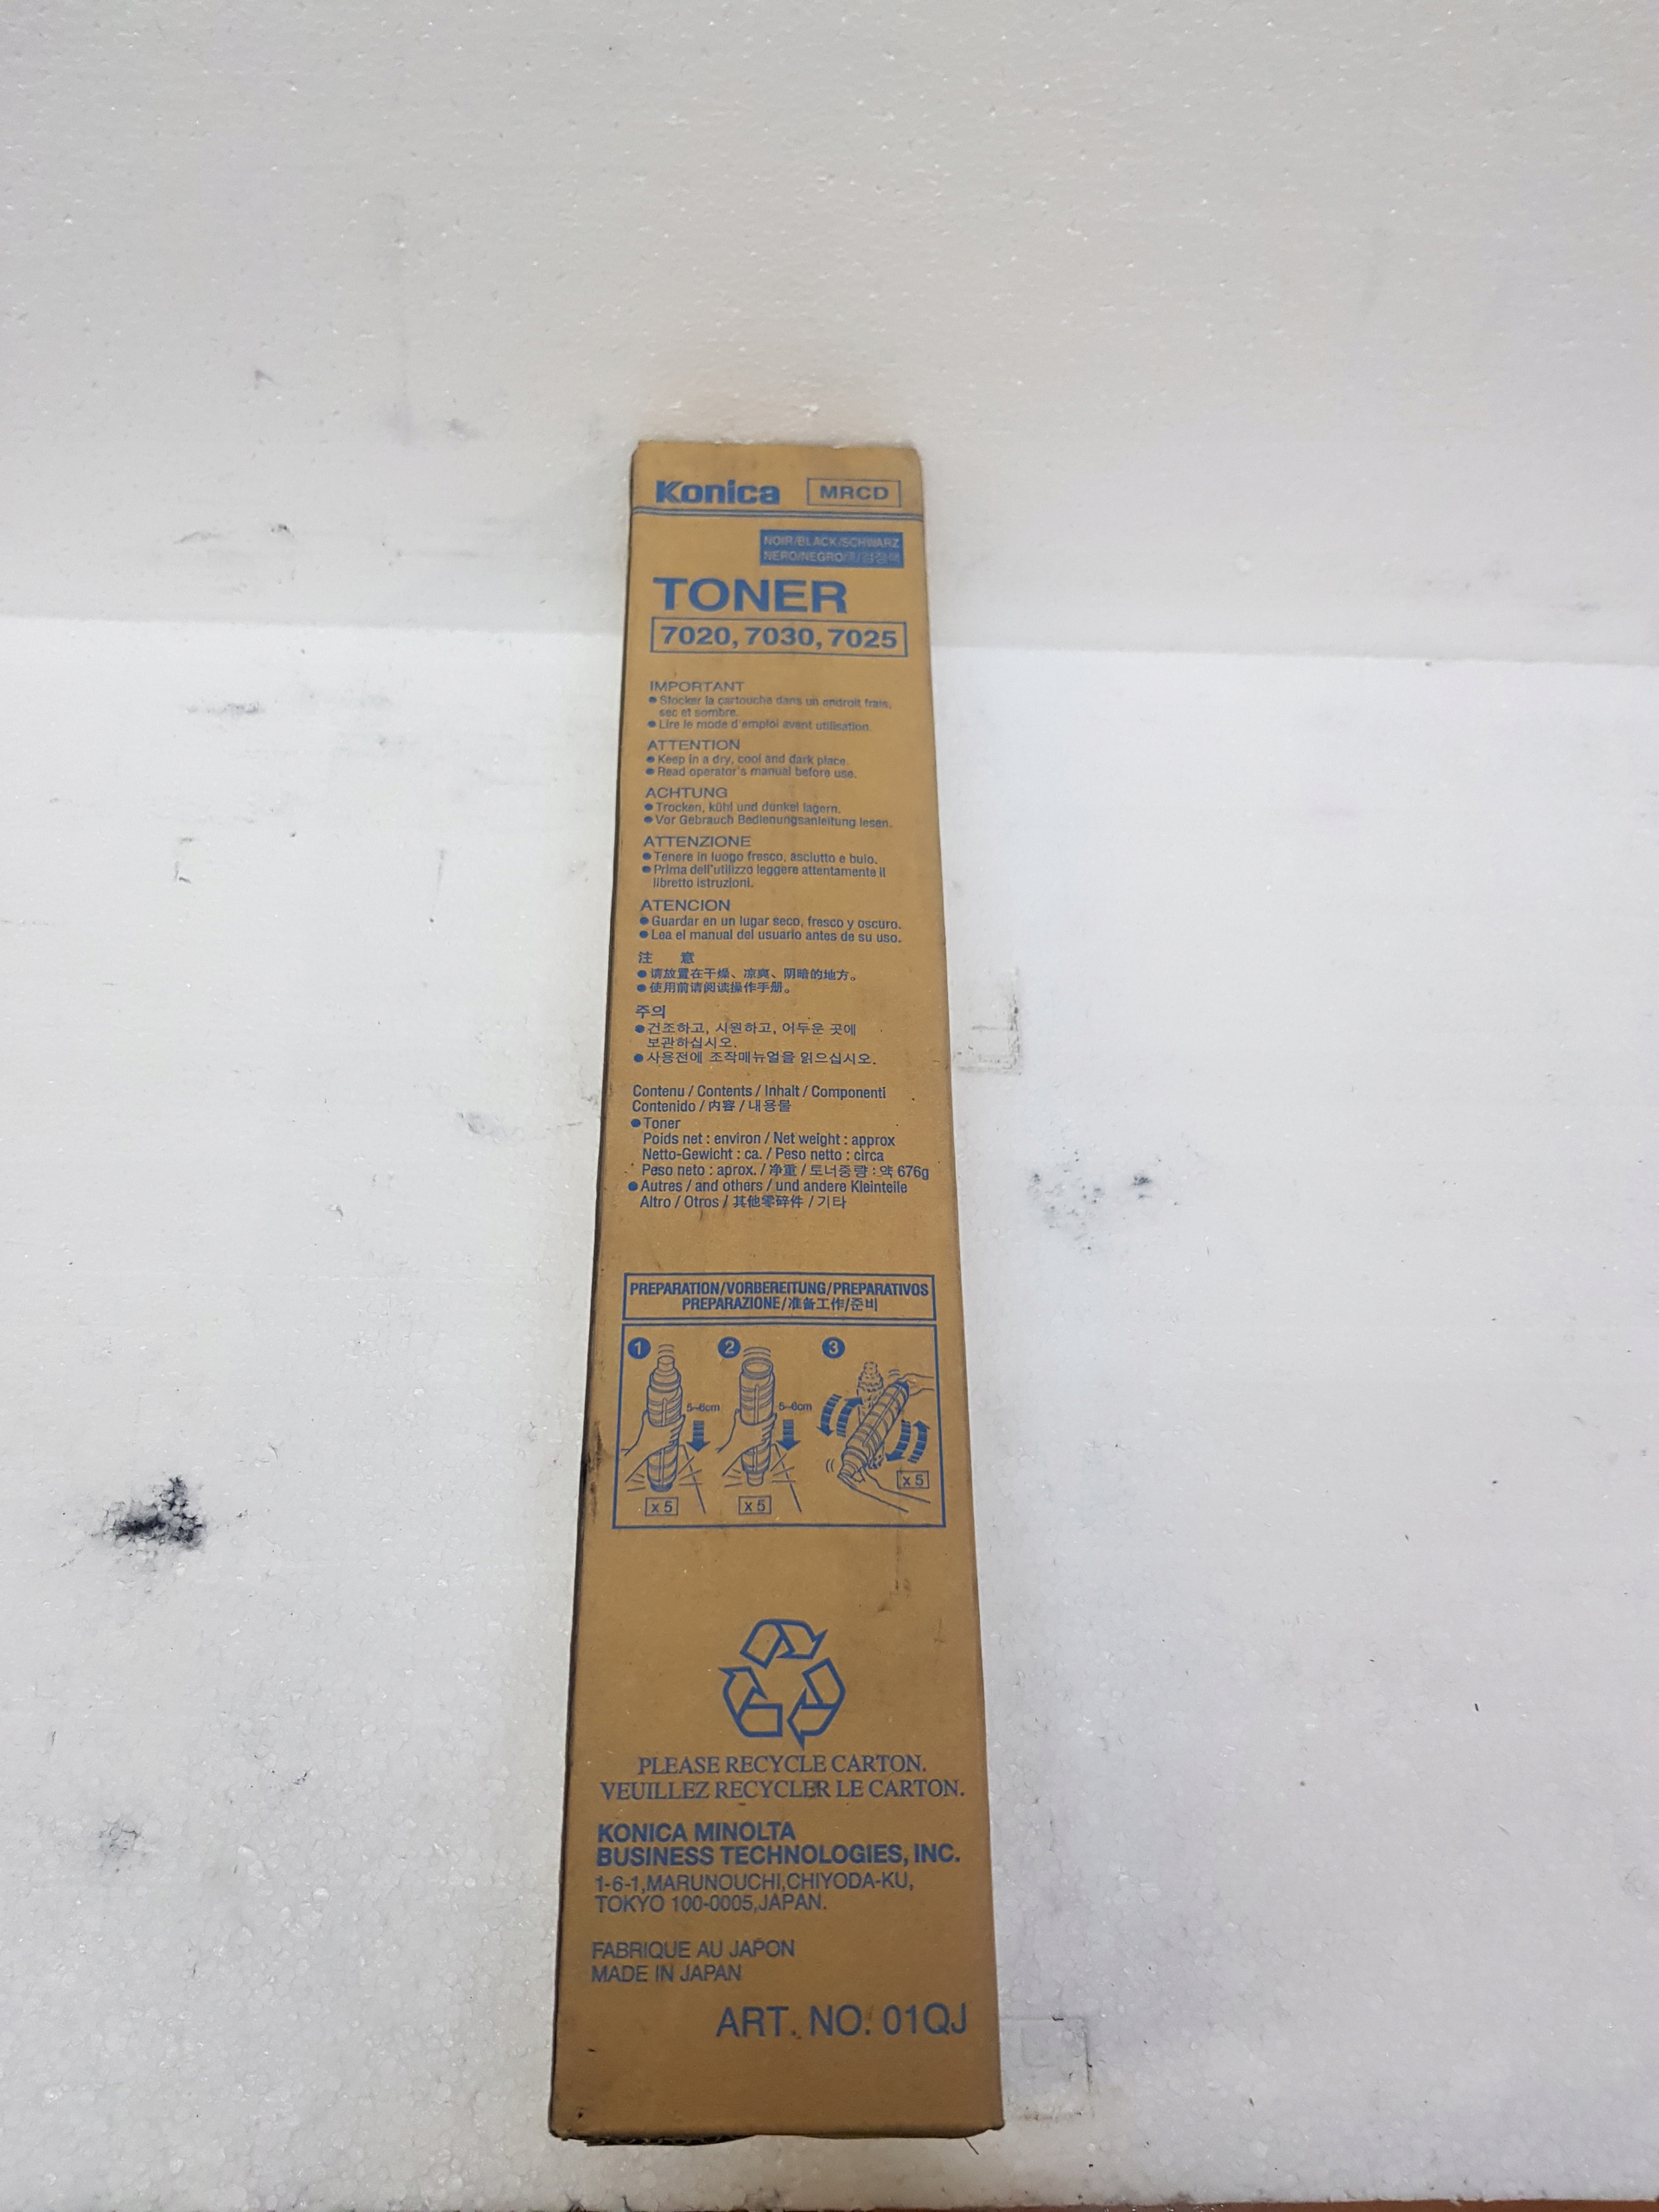 Konica MRCD
NOIR/BLACK/SCHWARZ
NERO/NEGRO/黑/검정색
TONER
7020, 7030, 7025
IMPORTANT
● Stocker la cartouche dans un endroit frais,
sec et sombre.
● Lire le mode d'emploi avant utilisation.
ATTENTION
● Keep in a dry, cool and dark place.
● Read operator's manual before use.
ACHTUNG
● Trocken, kühl und dunkel lagern.
● Vor Gebrauch Bedienungsanleitung lesen.
ATTENZIONE
● Tenere in luogo fresco, asciutto e buio.
● Prima dell'utilizzo leggere attentamente il
libretto istruzioni.
ATENCION
● Guardar en un lugar seco, fresco y oscuro.
● Lea el manual del usuario antes de su uso.
注 意
● 请放置在干燥、凉爽、阴暗的地方。
● 使用前请阅读操作手册。
주의
● 건조하고, 시원하고, 어두운 곳에
보관하십시오.
● 사용전에 조작매뉴얼을 읽으십시오.
Contenu / Contents / Inhalt / Componenti
Contenido / 内容 / 내용물
● Toner
Poids net : environ / Net weight : approx
Netto-Gewicht : ca. / Peso netto : circa
Peso neto : aprox. / 净重 / 토너중량 : 약 676g
● Autres / and others / und andere Kleinteile
Altro / Otros / 其他零碎件 / 기타
PREPARATION/VORBEREITUNG/PREPARATIVOS
PREPARAZIONE/准备工作/준비
1 2 3
5~6cm 5~6cm
x 5 x 5 x 5
PLEASE RECYCLE CARTON.
VEUILLEZ RECYCLER LE CARTON.
KONICA MINOLTA
BUSINESS TECHNOLOGIES, INC.
1-6-1,MARUNOUCHI,CHIYODA-KU,
TOKYO 100-0005,JAPAN.
FABRIQUE AU JAPON
MADE IN JAPAN
ART. NO. 01QJ